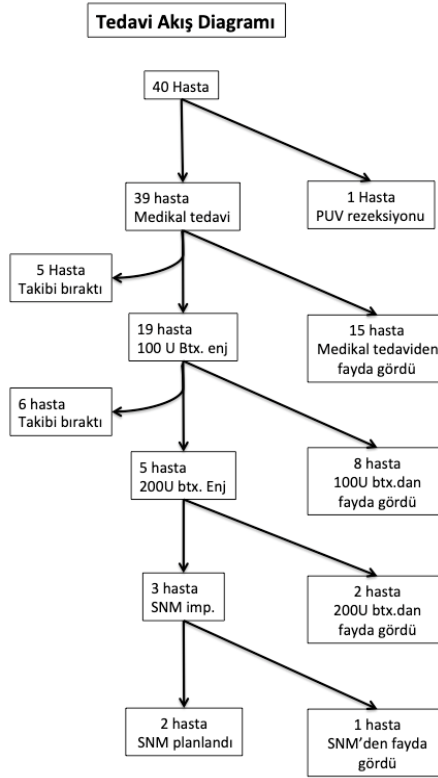 Tedavi Akış Diagramı
40 Hasta
39 hasta
Medikal tedavi
1 Hasta
PUV rezeksiyonu
5 Hasta
Takibi bıraktı
19 hasta
100 U Btx. enj
15 hasta
Medikal tedaviden
fayda gördü
6 hasta
Takibi bıraktı
5 hasta
200U btx. Enj
8 hasta
100U btx.dan
fayda gördü
3 hasta
SNM imp.
2 hasta
200U btx.dan
fayda gördü
2 hasta
SNM planlandı
1 hasta
SNM'den fayda
gördü